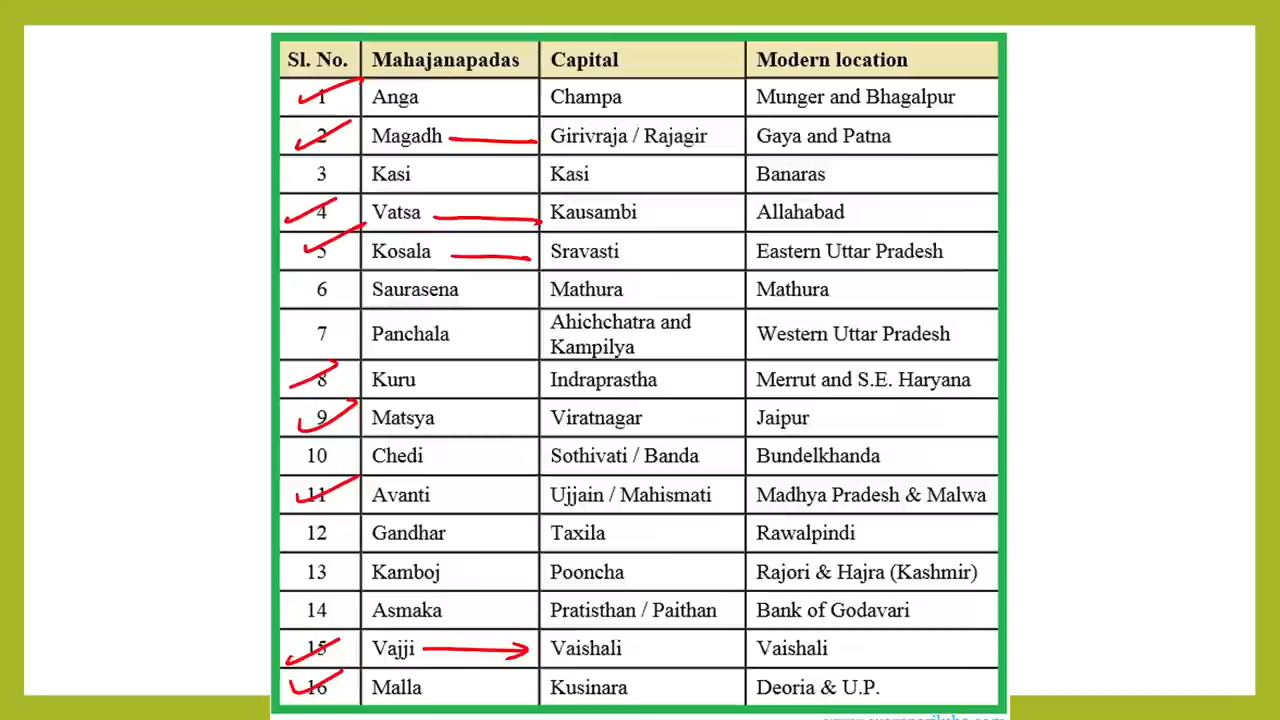 Sl. No. Mahajanapadas Capital Modern location
1 Anga Champa Munger and Bhagalpur
2 Magadh Girivraja / Rajagir Gaya and Patna
3 Kasi Kasi Banaras
4 Vatsa Kausambi Allahabad
5 Kosala Sravasti Eastern Uttar Pradesh
6 Saurasena Mathura Mathura
7 Panchala Ahichchatra and Kampilya Western Uttar Pradesh
8 Kuru Indraprastha Merrut and S.E. Haryana
9 Matsya Viratnagar Jaipur
10 Chedi Sothivati / Banda Bundelkhanda
11 Avanti Ujjain / Mahismati Madhya Pradesh & Malwa
12 Gandhar Taxila Rawalpindi
13 Kamboj Pooncha Rajori & Hajra (Kashmir)
14 Asmaka Pratisthan / Paithan Bank of Godavari
15 Vajji Vaishali Vaishali
16 Malla Kusinara Deoria & U.P.